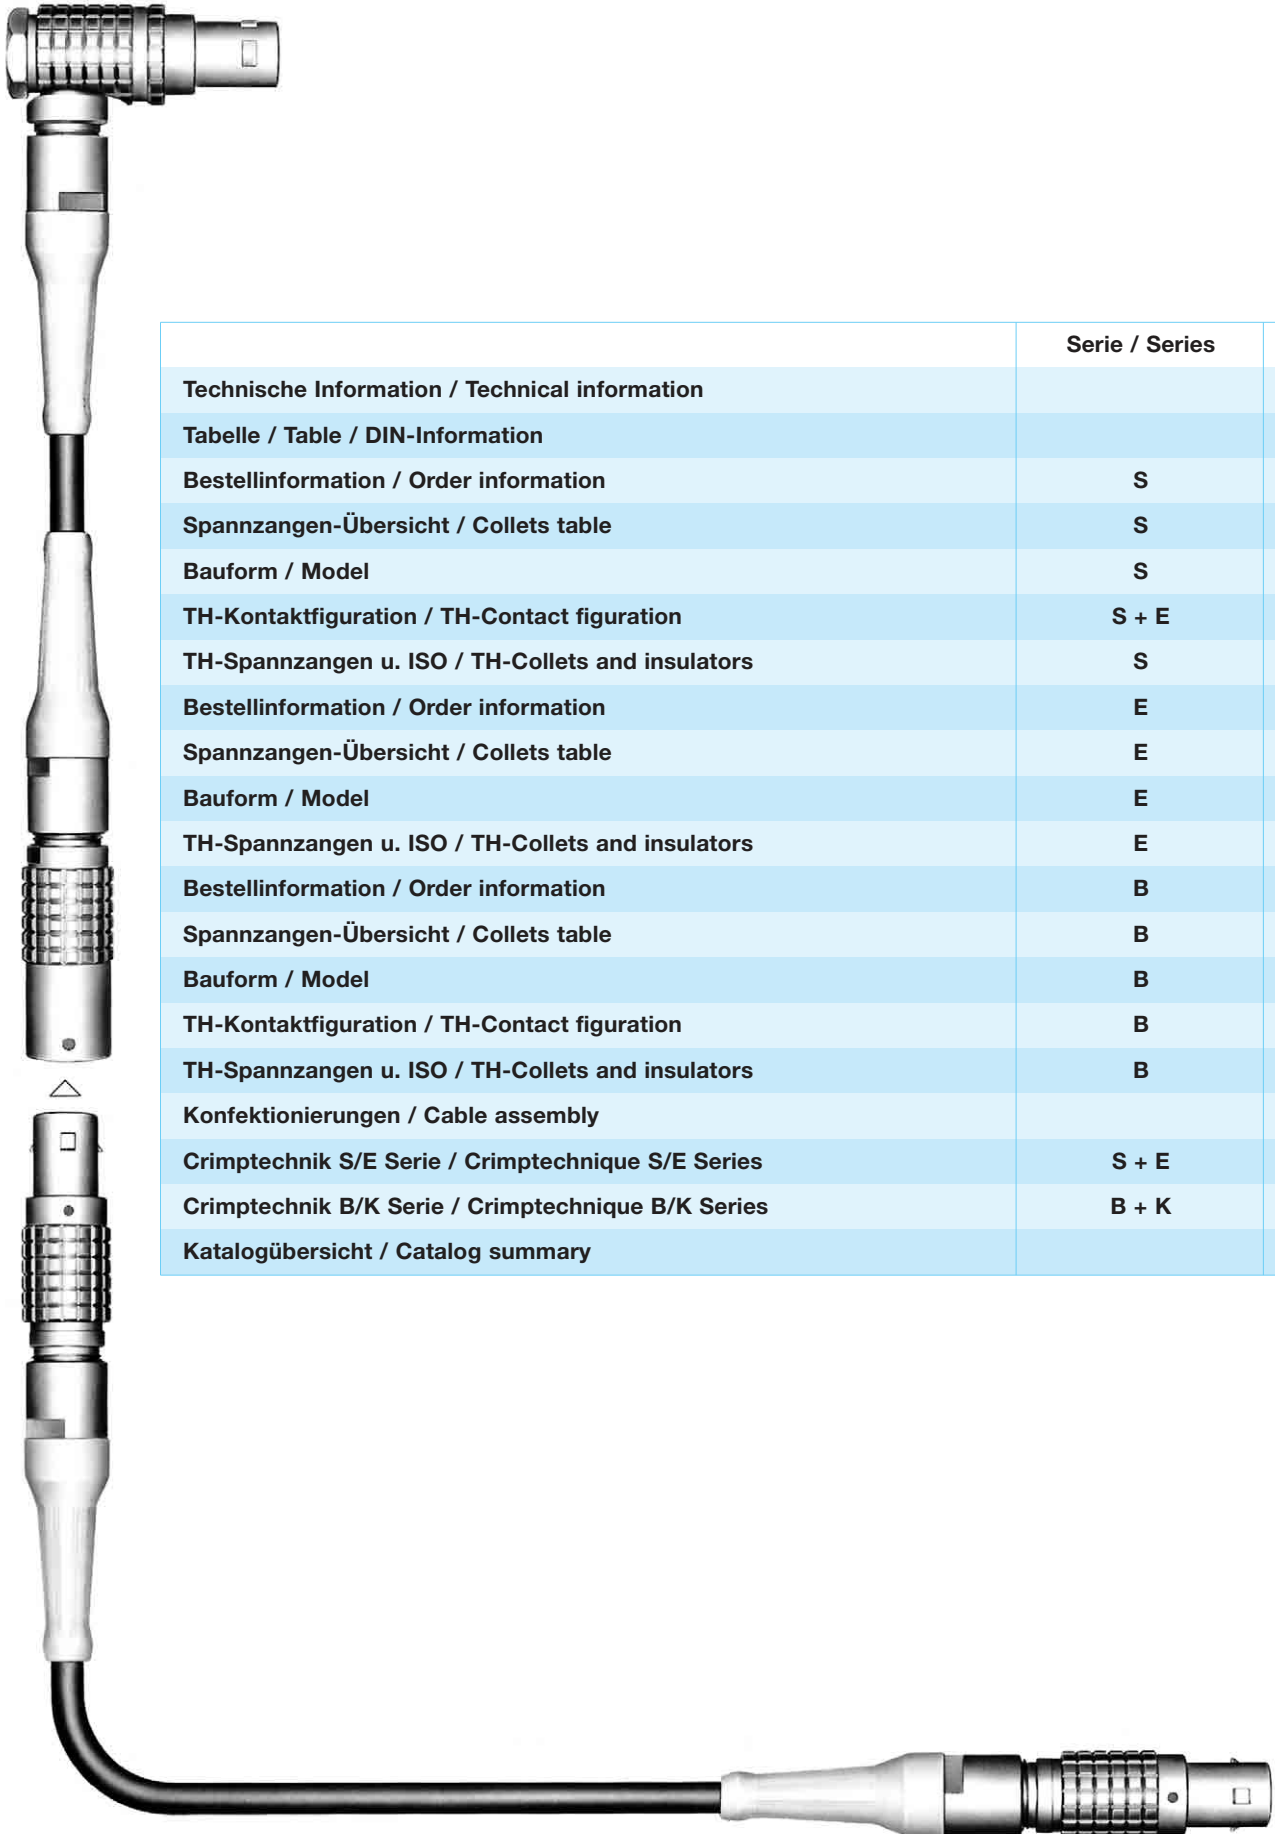 Serie / Series
Technische Information / Technical information
Tabelle / Table / DIN-Information
Bestellinformation / Order information S
Spannzangen-Übersicht / Collets table S
Bauform / Model S
TH-Kontaktfiguration / TH-Contact figuration S + E
TH-Spannzangen u. ISO / TH-Collets and insulators S
Bestellinformation / Order information E
Spannzangen-Übersicht / Collets table E
Bauform / Model E
TH-Spannzangen u. ISO / TH-Collets and insulators E
Bestellinformation / Order information B
Spannzangen-Übersicht / Collets table B
Bauform / Model B
TH-Kontaktfiguration / TH-Contact figuration B
TH-Spannzangen u. ISO / TH-Collets and insulators B
Konfektionierungen / Cable assembly
Crimptechnik S/E Serie / Crimptechnique S/E Series S + E
Crimptechnik B/K Serie / Crimptechnique B/K Series B + K
Katalogübersicht / Catalog summary